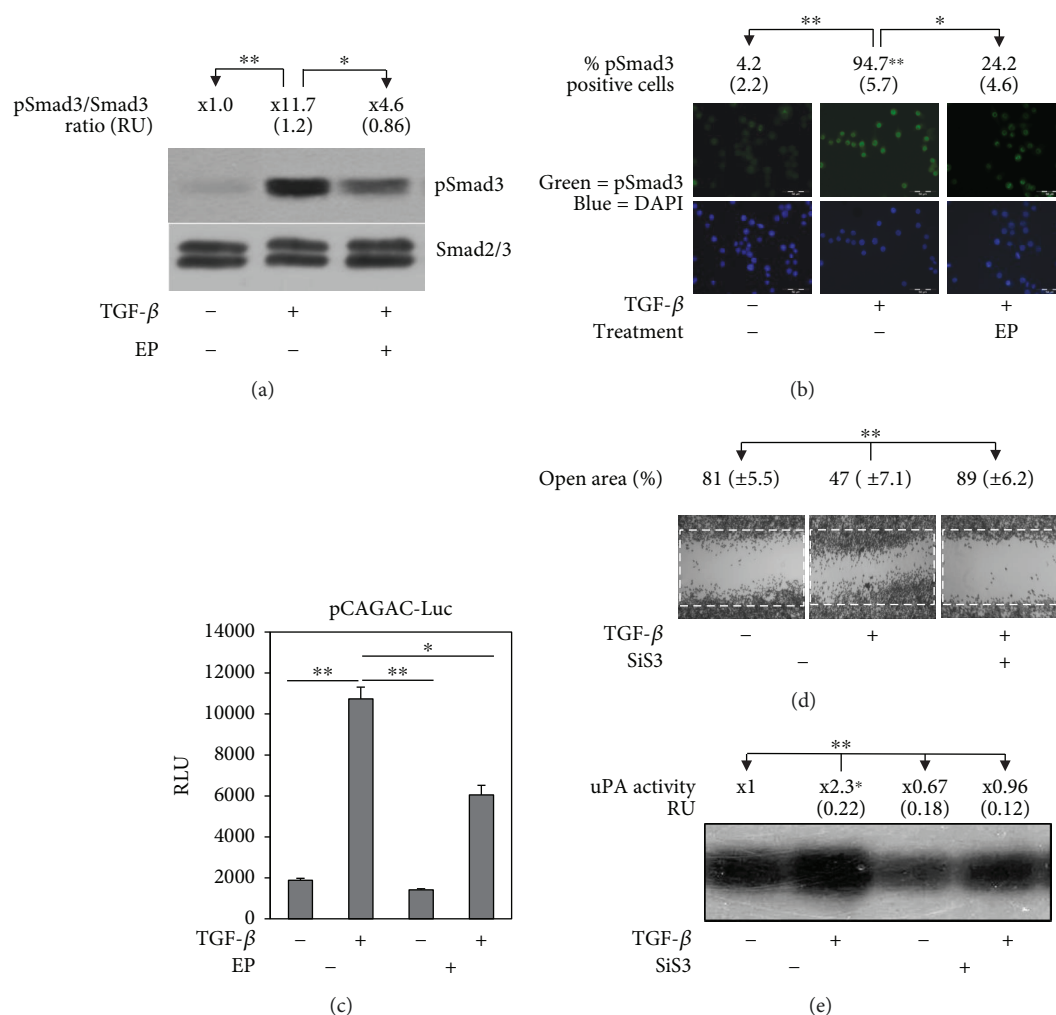 ** *
pSmad3/Smad3 x1.0 x11.7 x4.6
ratio (RU) (1.2) (0.86)
pSmad3
Smad2/3
TGF-β − + +
EP − − +
(a)
** *
% pSmad3 4.2 94.7** 24.2
positive cells (2.2) (5.7) (4.6)
Green = pSmad3
Blue = DAPI
TGF-β − + +
Treatment − − EP
(b)
pCAGAC-Luc
14000
12000
10000
8000
6000
4000
2000
0
RLU
** ** *
TGF-β − + − +
EP − +
(c)
**
Open area (%) 81 (±5.5) 47 ( ±7.1) 89 (±6.2)
TGF-β − + +
SiS3 − +
(d)
**
uPA activity x1 x2.3* x0.67 x0.96
RU (0.22) (0.18) (0.12)
TGF-β − + − +
SiS3 − +
(e)